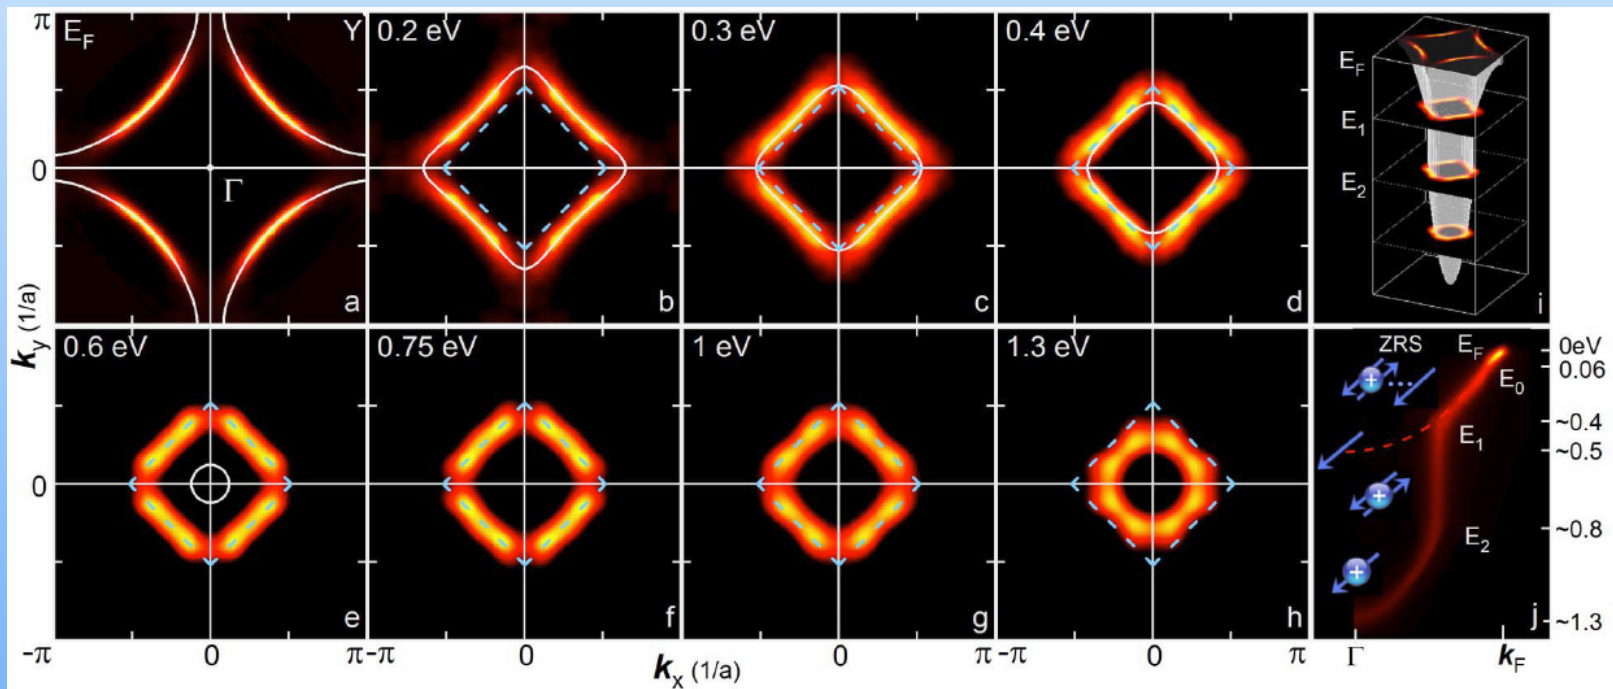 π
E_F
Y
0
Γ
a
0.2 eV
b
0.3 eV
c
0.4 eV
d
E_F
E_1
E_2
i
k_y (1/a)
0.6 eV
0
e
0.75 eV
f
1 eV
g
1.3 eV
h
ZRS
E_F
E_0
E_1
E_2
j
0eV
0.06
~0.4
~0.5
~0.8
~1.3
+
+
+
-π
0
π
-π
0
k_x (1/a)
0
π
-π
0
π
Γ
k_F